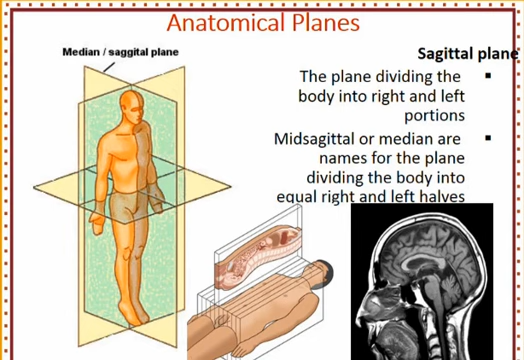 Anatomical Planes
Median / saggital plane
Sagittal plane
The plane dividing the
body into right and left
portions
Midsagittal or median are
names for the plane
dividing the body into
equal right and left halves